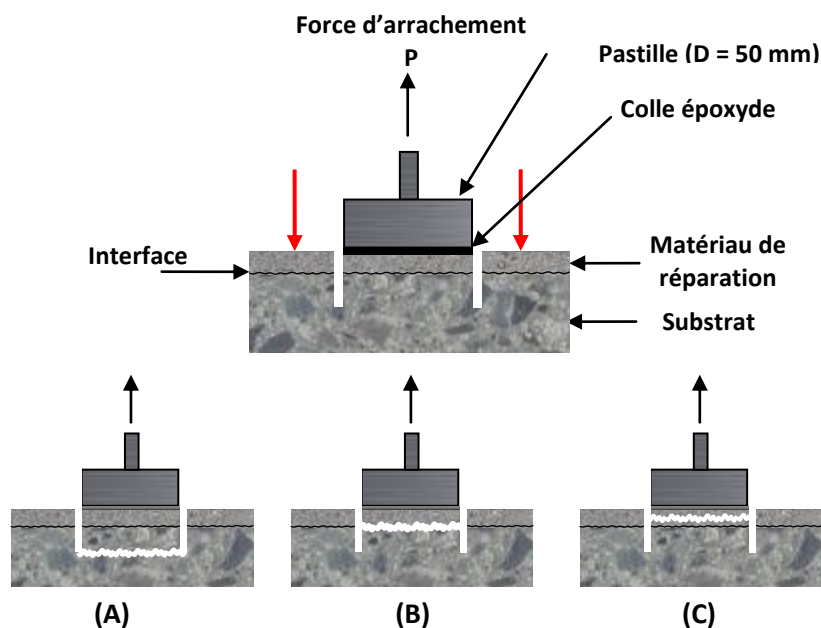 Force d’arrachement
P
Pastille (D = 50 mm)
Colle époxyde
Interface
Matériau de
réparation
Substrat
(A)
(B)
(C)